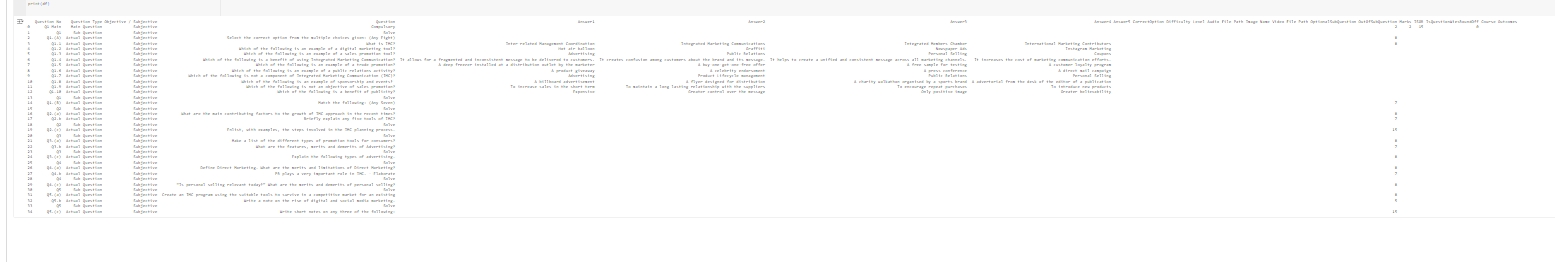 print(df)
Question No Question Type Objective / Subjective Question Answer1 Answer2 Answer3 Answer4 Answer5 CorrectOption Difficulty Level Audio File Path Image Name Video File Path OptionalSubQuestion OutOfSubQuestion Marks Course Outcomes
0 Q1 Main Main Question Subjective Compulsory
1 Q1 Sub Question Subjective Solve
2 Q1.(A) Actual Question Subjective Select the correct option from the multiple choices given: (Any Eight) 8
3 Q1.1 Actual Question Subjective What is IMC? Inter-related Management Coordination Integrated Marketing Communications Integrated Members Chamber International Marketing Contributors
4 Q1.2 Actual Question Subjective Which of the following is an example of a digital marketing tool? Hot air balloon Graffiti Newspaper Ads Instagram Marketing
5 Q1.3 Actual Question Subjective Which of the following is an example of a sales promotion tool? Advertising Public Relations Personal Selling Coupons
6 Q1.4 Actual Question Subjective Which of the following is a benefit of using Integrated Marketing Communication? It allows for a fragmented and inconsistent message to be delivered to customers. It creates confusion among customers about the brand and its message. It helps to create a unified and consistent message across all marketing channels. It increases the cost of marketing communication efforts.
7 Q1.5 Actual Question Subjective Which of the following is an example of a trade promotion? A deep freezer installed at a distribution outlet by the marketer A buy one get one free offer A free sample for testing A customer loyalty program
8 Q1.6 Actual Question Subjective Which of the following is an example of a public relations activity? A product giveaway A celebrity endorsement A press conference A direct mail campaign
9 Q1.7 Actual Question Subjective Which of the following is not a component of Integrated Marketing Communication (IMC)? Advertising Product Lifecycle management Public Relations Personal Selling
10 Q1.8 Actual Question Subjective Which of the following is an example of sponsorship and events? A billboard advertisement A flyer designed for distribution A charity walkathon organised by a sports brand A advertorial from the desk of the author of a publication
11 Q1.9 Actual Question Subjective Which of the following is not an objective of sales promotion? To increase sales in the short term To maintain a long lasting relationship with the suppliers To encourage repeat purchases To introduce new products
12 Q1.10 Actual Question Subjective Which of the following is a benefit of publicity? Expensive Greater control over the message Only positive image Greater believability
13 Q1 Sub Question Subjective Solve
14 Q1.(B) Actual Question Subjective Match the following: (Any Seven) 7
15 Q2 Sub Question Subjective Solve
16 Q2.(a) Actual Question Subjective What are the main contributing factors to the growth of IMC approach in the recent times? 8
17 Q2.b Actual Question Subjective Briefly explain any five tools of IMC? 7
18 Q2 Sub Question Subjective Solve
19 Q2.(c) Actual Question Subjective with examples, the steps involved in the IMC planning process. 15
20 Q3 Sub Question Subjective Solve
21 Q3.(a) Actual Question Subjective Make a list of the different types of promotion tools for consumers? 8
22 Q3.b Actual Question Subjective What are the features, merits and demerits of Advertising? 7
23 Q3 Sub Question Subjective Solve
24 Q3.(c) Actual Question Subjective Explain the following types of advertising.
25 Q4 Sub Question Subjective Solve
26 Q4.(a) Actual Question Subjective Define Direct Marketing. What are the merits and limitations of Direct Marketing? 8
27 Q4.b Actual Question Subjective PR plays a very important role in IMC. - Elaborate 7
28 Q4 Sub Question Subjective Solve
29 Q4.(c) Actual Question Subjective "Is personal selling relevant today?" What are the merits and demerits of personal selling?
30 Q5 Sub Question Subjective Solve
31 Q5.(a) Actual Question Subjective Create an IMC program using the suitable tools to survive in a competitive market for an existing 8
32 Q5.b Actual Question Subjective Write a note on the rise of digital and social media marketing.
33 Q5 Sub Question Subjective Solve
34 Q5.(c) Actual Question Subjective Write short notes on any three of the following: 15